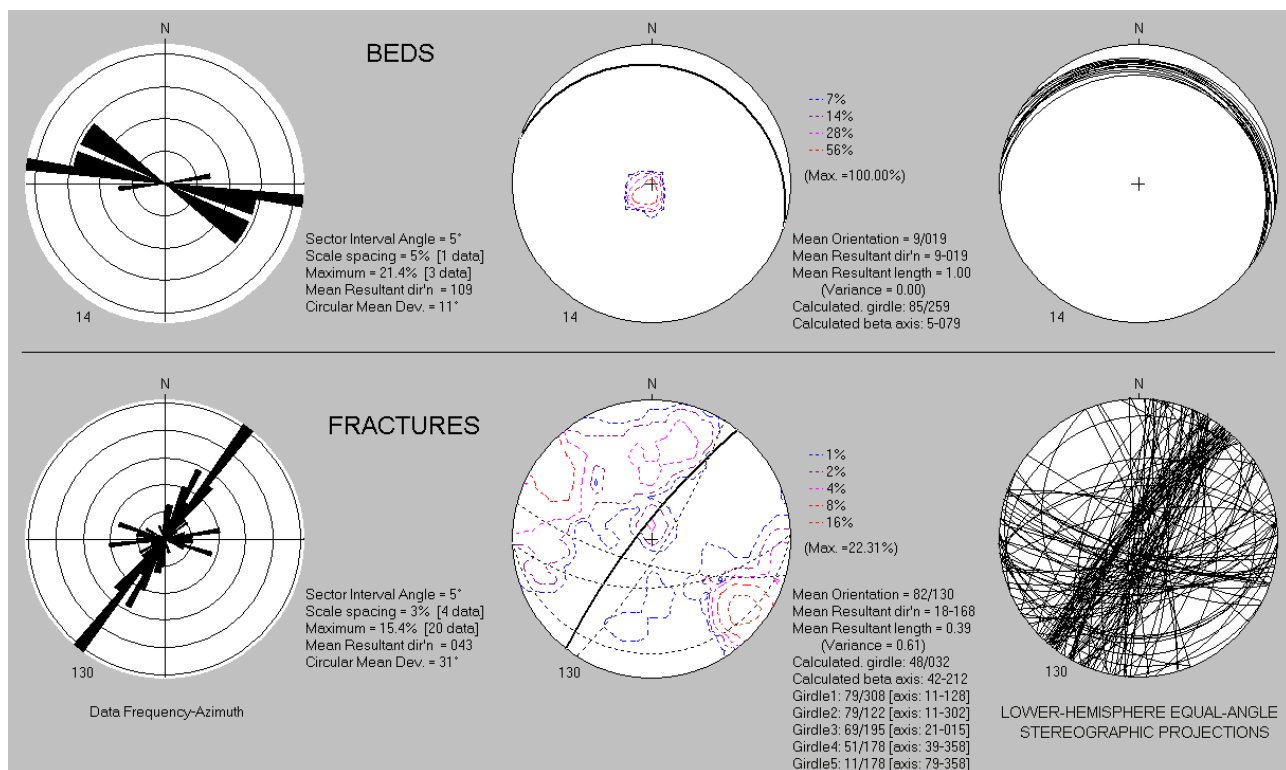 N
BEDS
Sector Interval Angle = 5°
Scale spacing = 5% [1 data]
Maximum = 21.4% [3 data]
Mean Resultant dir'n = 109
Circular Mean Dev. = 11°
14
N
7%
14%
28%
56%
(Max. =100.00%)
Mean Orientation = 9/019
Mean Resultant dir'n = 9-019
Mean Resultant length = 1.00
(Variance = 0.00)
Calculated. girdle: 85/259
Calculated beta axis: 5-079
14
N
14
N
FRACTURES
Sector Interval Angle = 5°
Scale spacing = 3% [4 data]
Maximum = 15.4% [20 data]
Mean Resultant dir'n = 043
Circular Mean Dev. = 31°
130
Data Frequency-Azimuth
N
1%
2%
4%
8%
16%
(Max. =22.31%)
Mean Orientation = 82/130
Mean Resultant dir'n = 18-168
Mean Resultant length = 0.39
(Variance = 0.61)
Calculated. girdle: 48/032
Calculated beta axis: 42-212
Girdle1: 79/308 [axis: 11-128]
Girdle2: 79/122 [axis: 11-302]
Girdle3: 69/195 [axis: 21-015]
Girdle4: 51/178 [axis: 39-358]
Girdle5: 11/178 [axis: 79-358]
130
N
130
LOWER-HEMISPHERE EQUAL-ANGLE
STEREOGRAPHIC PROJECTIONS